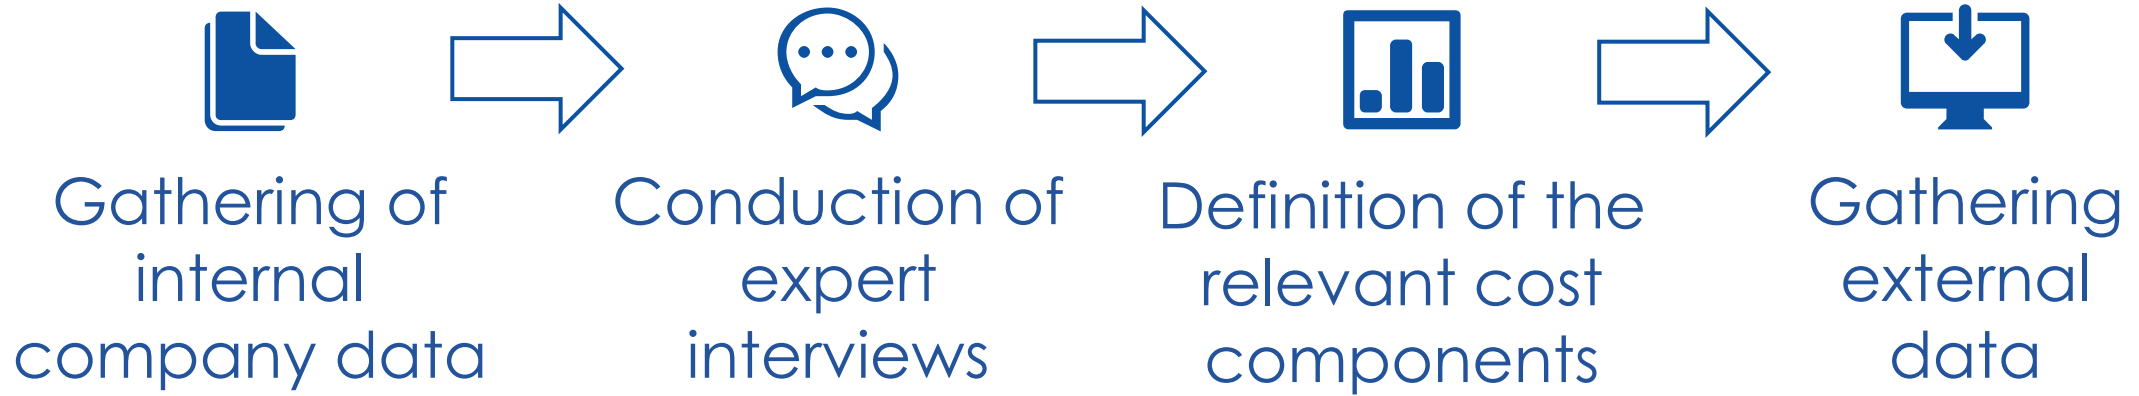 Gathering of
internal
company data
Conduction of
expert
interviews
Definition of the
relevant cost
components
Gathering
external
data